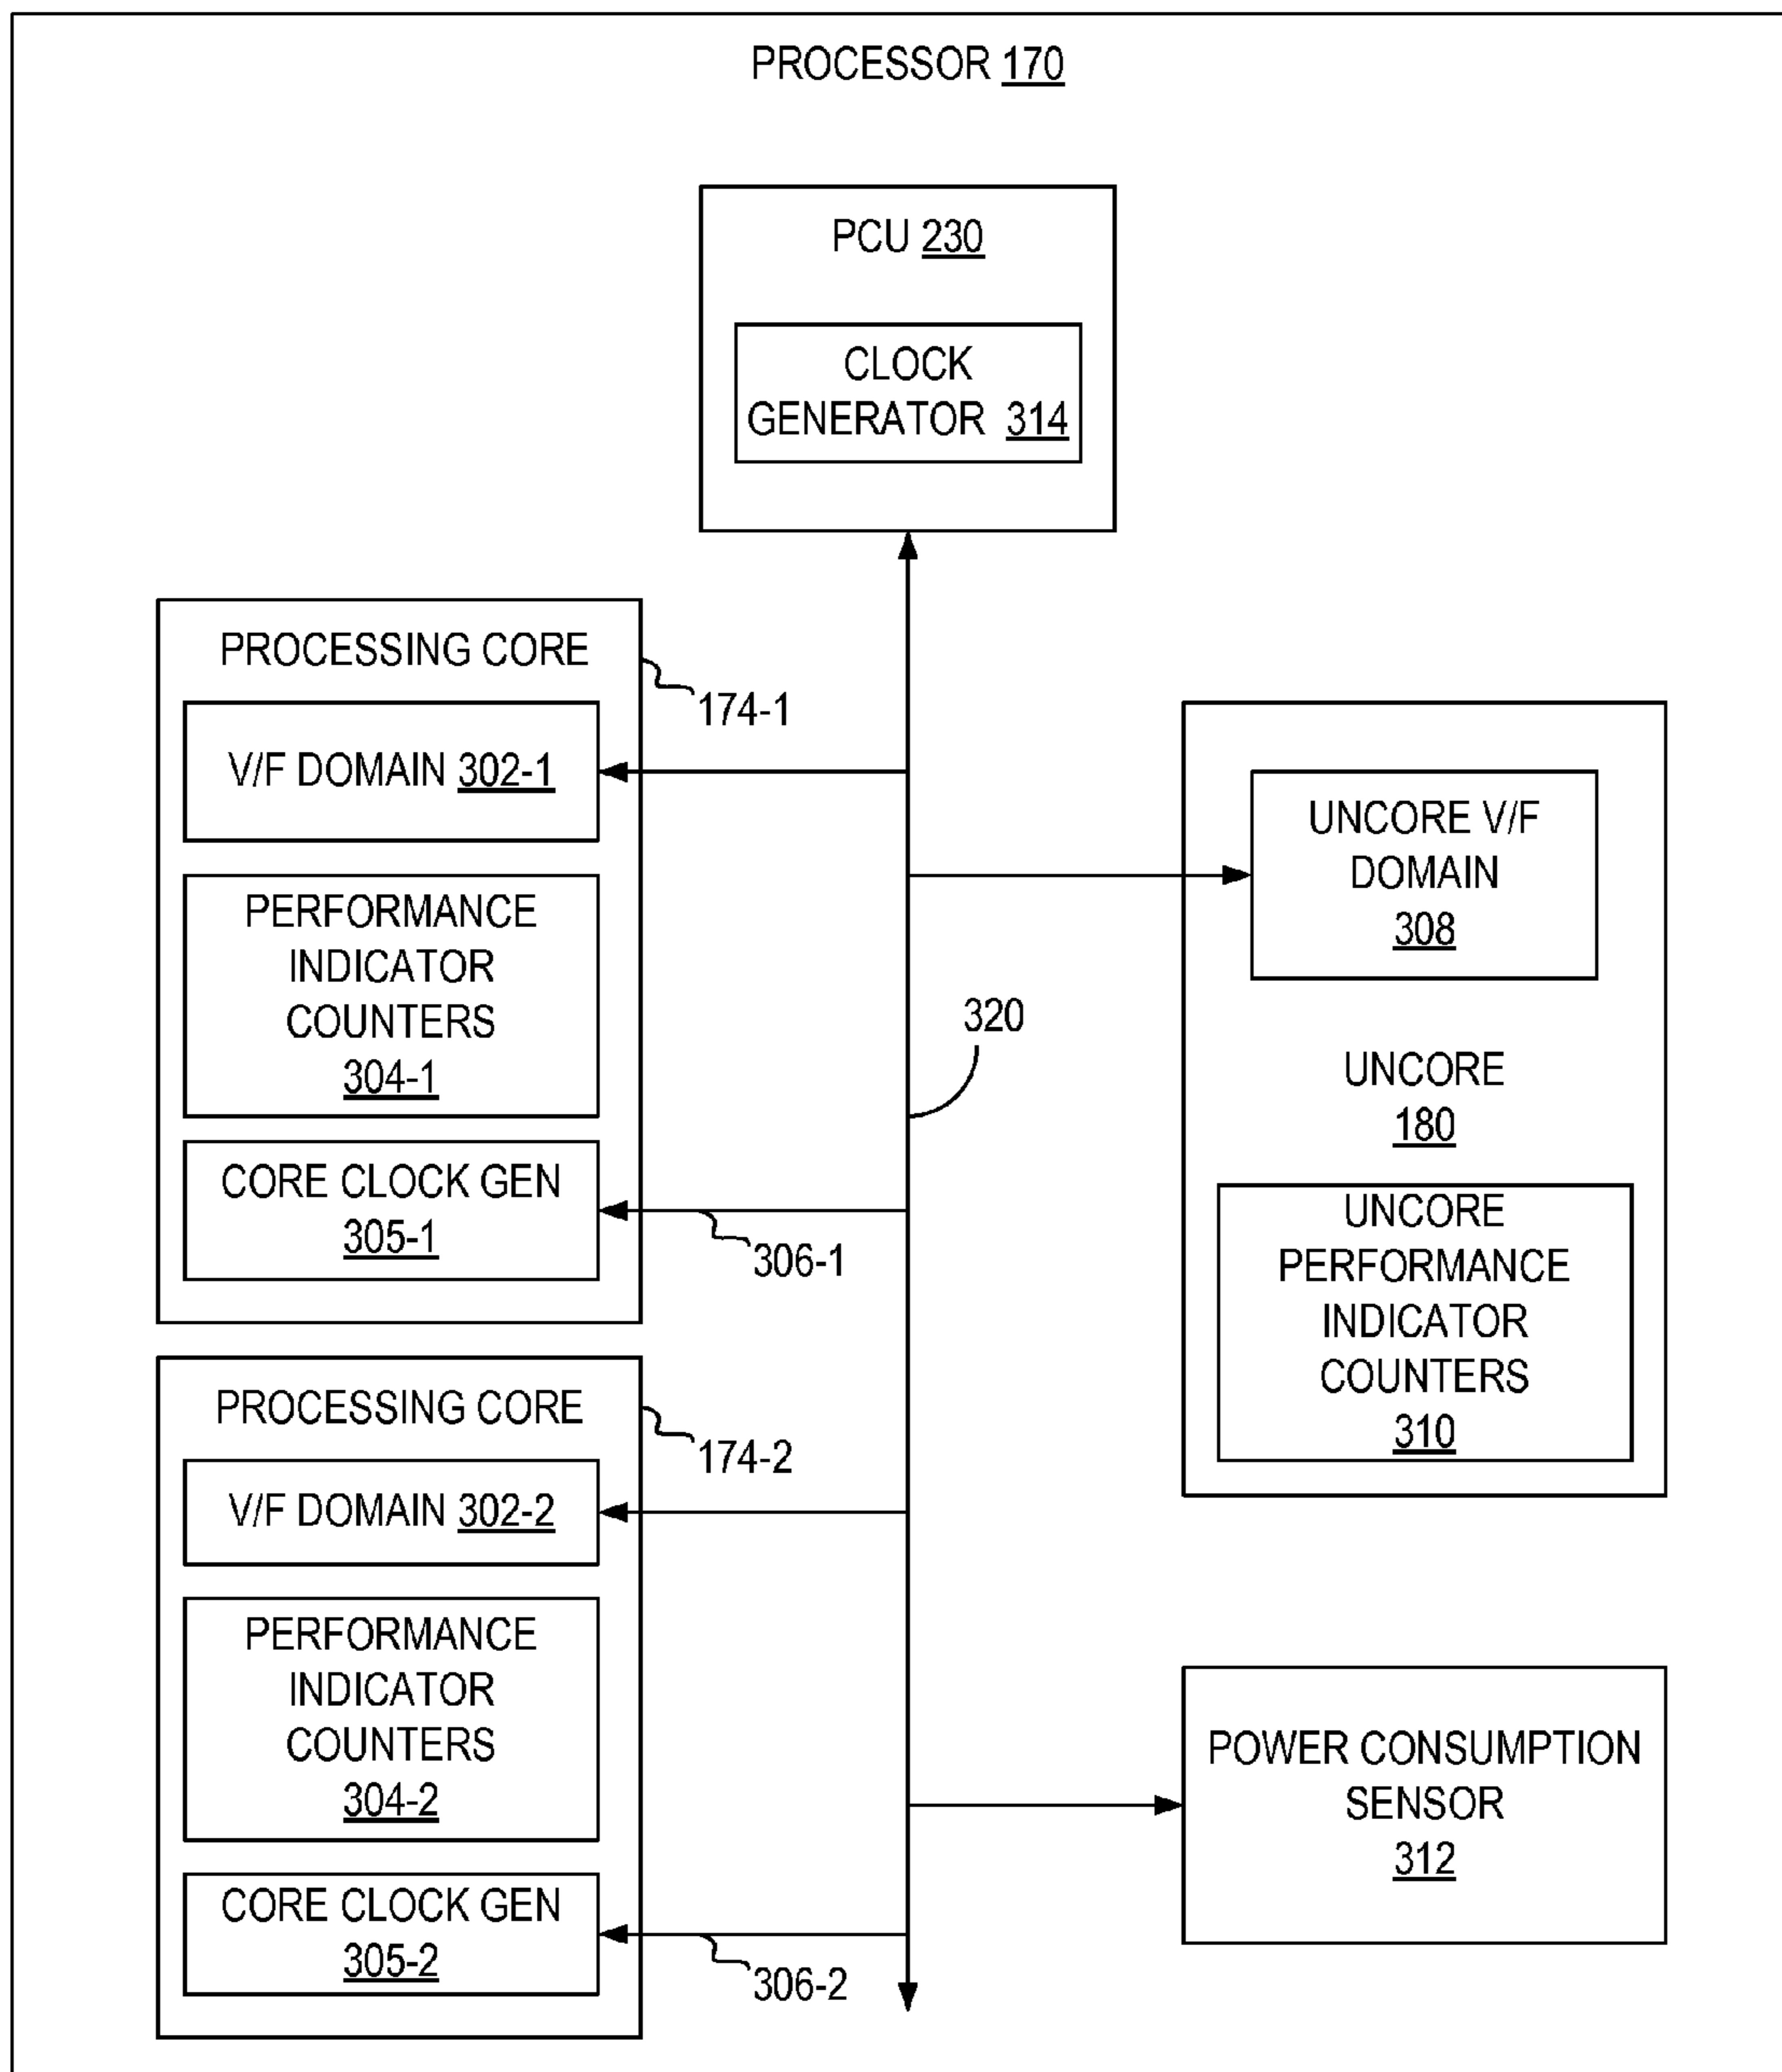 PROCESSOR 170
PCU 230
CLOCK
GENERATOR 314
PROCESSING CORE
174-1
V/F DOMAIN 302-1
PERFORMANCE
INDICATOR
COUNTERS
304-1
CORE CLOCK GEN
305-1
306-1
320
UNCORE V/F
DOMAIN
308
UNCORE
180
UNCORE
PERFORMANCE
INDICATOR
COUNTERS
310
PROCESSING CORE
174-2
V/F DOMAIN 302-2
PERFORMANCE
INDICATOR
COUNTERS
304-2
CORE CLOCK GEN
305-2
306-2
POWER CONSUMPTION
SENSOR
312